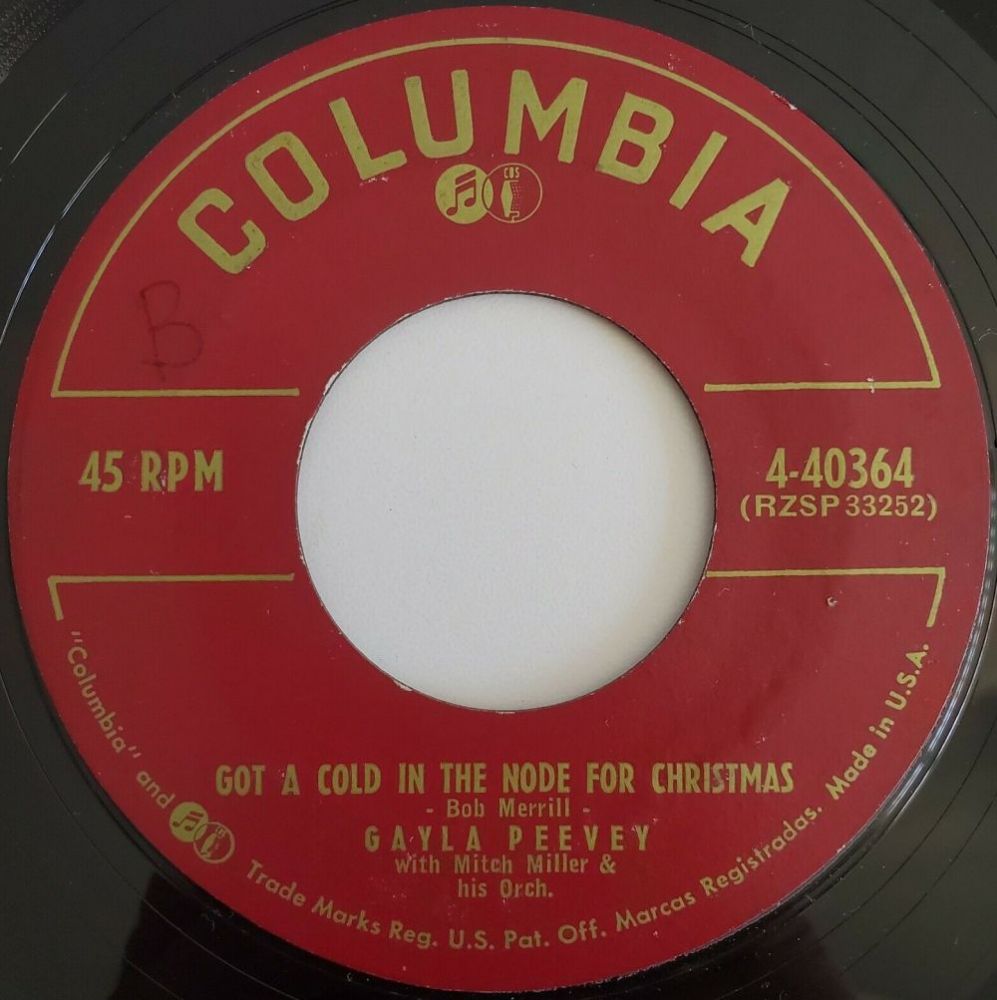 COLUMBIA
CBS
B
45 RPM
4-40364
(RZSP 33252)
GOT A COLD IN THE NODE FOR CHRISTMAS
- Bob Merrill -
GAYLA PEEVEY
with Mitch Miller &
his Orch.
"Columbia" and Trade Marks Reg. U.S. Pat. Off. Marcas Registradas. Made in U.S.A.